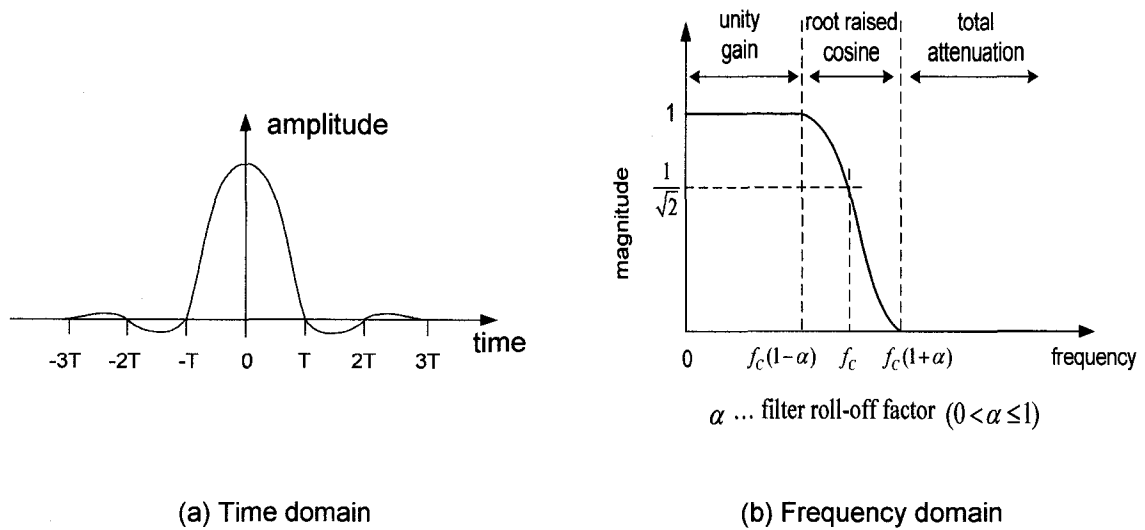 amplitude
time
-3T -2T -T 0 T 2T 3T
(a) Time domain
unity gain
root raised cosine
total attenuation
magnitude
1
1/√2
0 f_C(1−α) f_C f_C(1+α) frequency
α ... filter roll-off factor (0<α≤1)
(b) Frequency domain